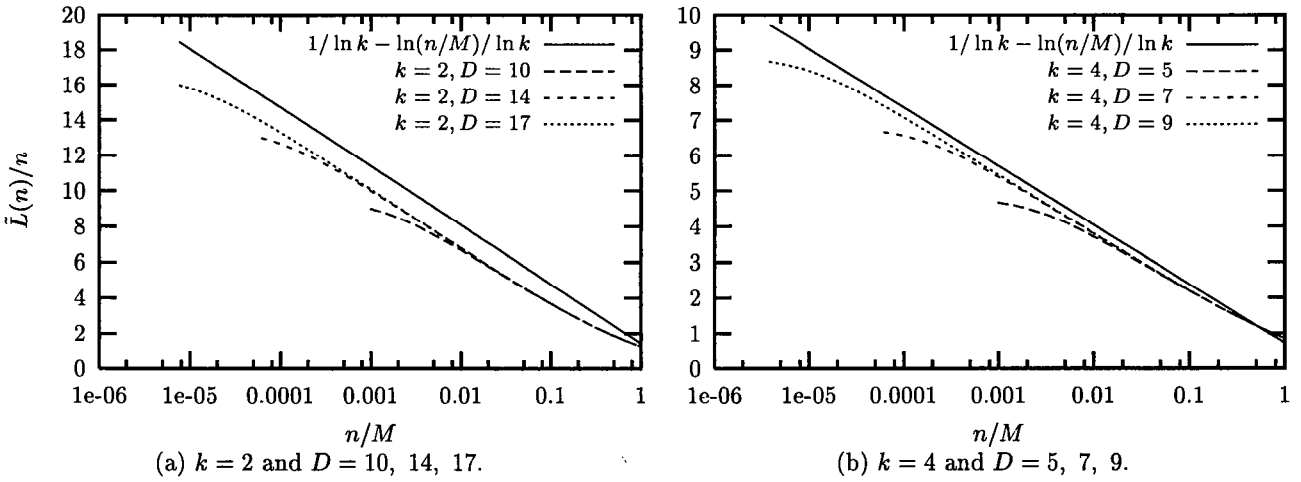 20
18
16
14
12
10
8
6
4
2
0
L̃(n)/n
1/ ln k − ln(n/M)/ ln k
k = 2, D = 10
k = 2, D = 14
k = 2, D = 17
1e-06 1e-05 0.0001 0.001 0.01 0.1 1
n/M
(a) k = 2 and D = 10, 14, 17.
10
9
8
7
6
5
4
3
2
1
0
1/ ln k − ln(n/M)/ ln k
k = 4, D = 5
k = 4, D = 7
k = 4, D = 9
1e-06 1e-05 0.0001 0.001 0.01 0.1 1
n/M
(b) k = 4 and D = 5, 7, 9.